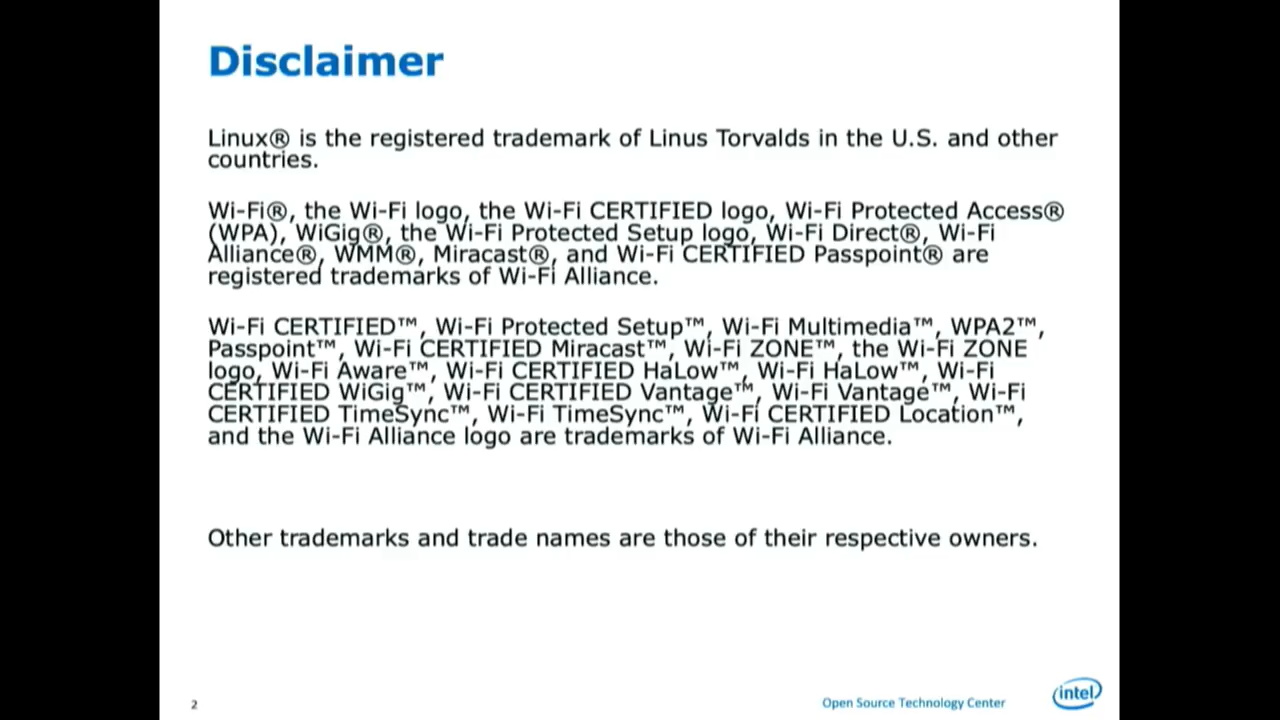 Disclaimer
Linux® is the registered trademark of Linus Torvalds in the U.S. and other
countries.
Wi-Fi®, the Wi-Fi logo, the Wi-Fi CERTIFIED logo, Wi-Fi Protected Access®
(WPA), WiGig®, the Wi-Fi Protected Setup logo, Wi-Fi Direct®, Wi-Fi
Alliance®, WMM®, Miracast®, and Wi-Fi CERTIFIED Passpoint® are
registered trademarks of Wi-Fi Alliance.
Wi-Fi CERTIFIED™, Wi-Fi Protected Setup™, Wi-Fi Multimedia™, WPA2™,
Passpoint™, Wi-Fi CERTIFIED Miracast™, Wi-Fi ZONE™, the Wi-Fi ZONE
logo, Wi-Fi Aware™, Wi-Fi CERTIFIED HaLow™, Wi-Fi HaLow™, Wi-Fi
CERTIFIED WiGig™, Wi-Fi CERTIFIED Vantage™, Wi-Fi Vantage™, Wi-Fi
CERTIFIED TimeSync™, Wi-Fi TimeSync™, Wi-Fi CERTIFIED Location™,
and the Wi-Fi Alliance logo are trademarks of Wi-Fi Alliance.
Other trademarks and trade names are those of their respective owners.
2
Open Source Technology Center
intel